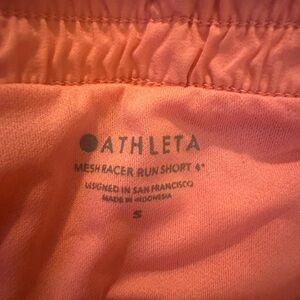 ATHLETA
MESH RACER RUN SHORT 4"
DESIGNED IN SAN FRANCISCO
MADE IN INDONESIA
S